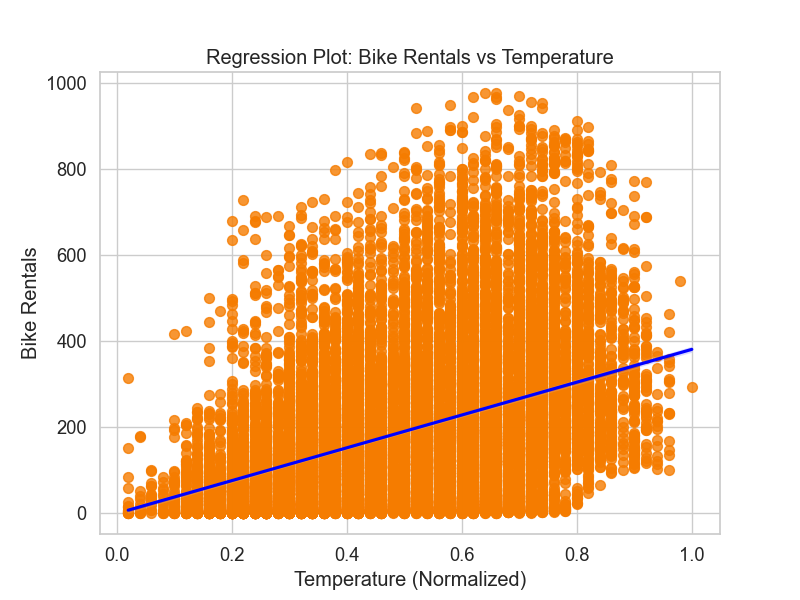 Regression Plot: Bike Rentals vs Temperature
1000
800
600
400
200
0
Bike Rentals
0.0 0.2 0.4 0.6 0.8 1.0
Temperature (Normalized)